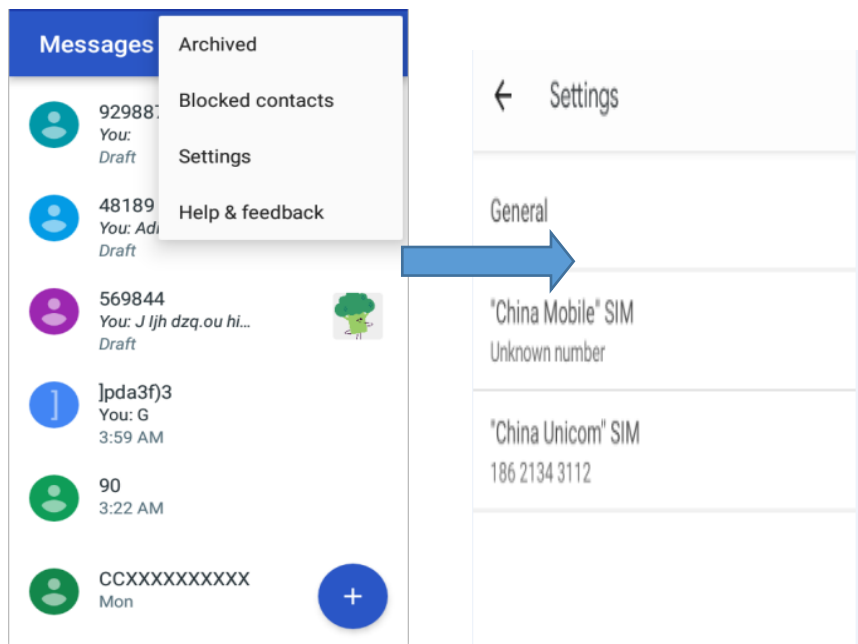 Messages
Archived
Blocked contacts
Settings
Help & feedback
92988
You:
Draft
48189
You: Ad
Draft
569844
You: J Ijh dzq.ou hi...
Draft
]
]pda3f)3
You: G
3:59 AM
90
3:22 AM
CCXXXXXXXXXX
Mon
+
Settings
General
"China Mobile" SIM
Unknown number
"China Unicom" SIM
186 2134 3112